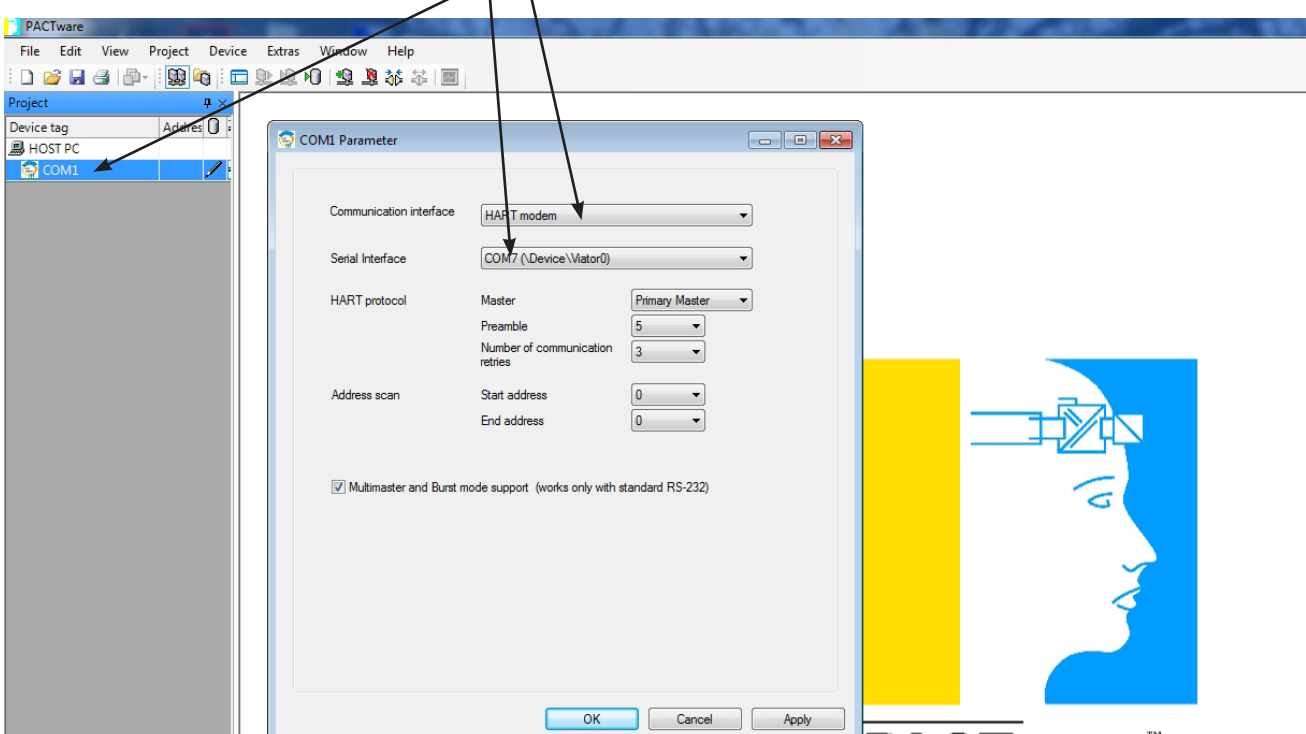 PACTware
File Edit View Project Device Extras Window Help
Project
Device tag Addres
HOST PC
COM1
COM1 Parameter
Communication interface HART modem
Serial Interface COM7 (\Device\Viator0)
HART protocol Master Primary Master
Preamble 5
Number of communication retries 3
Address scan Start address 0
End address 0
Multimaster and Burst mode support (works only with standard RS-232)
OK Cancel Apply
TM